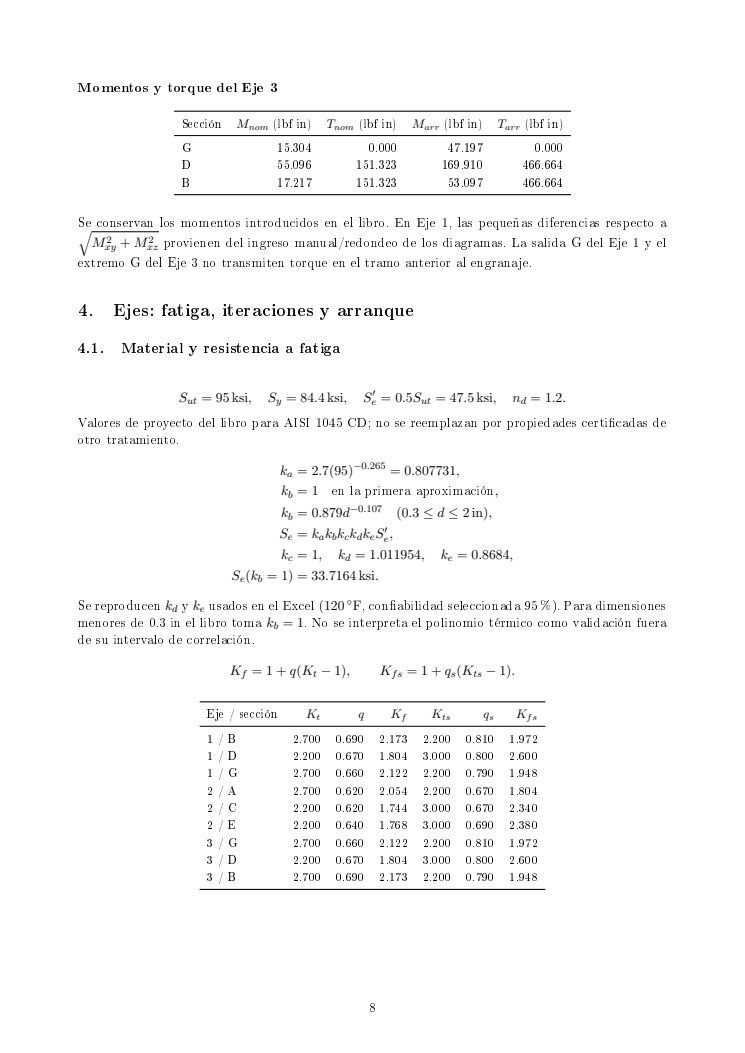 Momentos y torque del Eje 3
Sección M_nom (lbf in) T_nom (lbf in) M_arr (lbf in) T_arr (lbf in)
G 15.304 0.000 47.197 0.000
D 55.096 151.323 169.910 466.664
B 17.217 151.323 53.097 466.664
Se conservan los momentos introducidos en el libro. En Eje 1, las pequeñas diferencias respecto a
√(M²_xy + M²_xz) provienen del ingreso manual/redondeo de los diagramas. La salida G del Eje 1 y el
extremo G del Eje 3 no transmiten torque en el tramo anterior al engranaje.
4. Ejes: fatiga, iteraciones y arranque
4.1. Material y resistencia a fatiga
S_ut = 95 ksi, S_y = 84.4 ksi, S′_e = 0.5S_ut = 47.5 ksi, n_d = 1.2.
Valores de proyecto del libro para AISI 1045 CD; no se reemplazan por propiedades certificadas de
otro tratamiento.
k_a = 2.7(95)^−0.265 = 0.807731,
k_b = 1 en la primera aproximación,
k_b = 0.879d^−0.107 (0.3 ≤ d ≤ 2 in),
S_e = k_a k_b k_c k_d k_e S′_e,
k_c = 1, k_d = 1.011954, k_e = 0.8684,
S_e(k_b = 1) = 33.7164 ksi.
Se reproducen k_d y k_e usados en el Excel (120 °F, confiabilidad seleccionada 95 %). Para dimensiones
menores de 0.3 in el libro toma k_b = 1. No se interpreta el polinomio térmico como validación fuera
de su intervalo de correlación.
K_f = 1 + q(K_t − 1), K_fs = 1 + q_s(K_ts − 1).
Eje / sección K_t q K_f K_ts q_s K_fs
1 / B 2.700 0.690 2.173 2.200 0.810 1.972
1 / D 2.200 0.670 1.804 3.000 0.800 2.600
1 / G 2.700 0.660 2.122 2.200 0.790 1.948
2 / A 2.700 0.620 2.054 2.200 0.670 1.804
2 / C 2.200 0.620 1.744 3.000 0.670 2.340
2 / E 2.200 0.640 1.768 3.000 0.690 2.380
3 / G 2.700 0.660 2.122 2.200 0.810 1.972
3 / D 2.200 0.670 1.804 3.000 0.800 2.600
3 / B 2.700 0.690 2.173 2.200 0.790 1.948
8